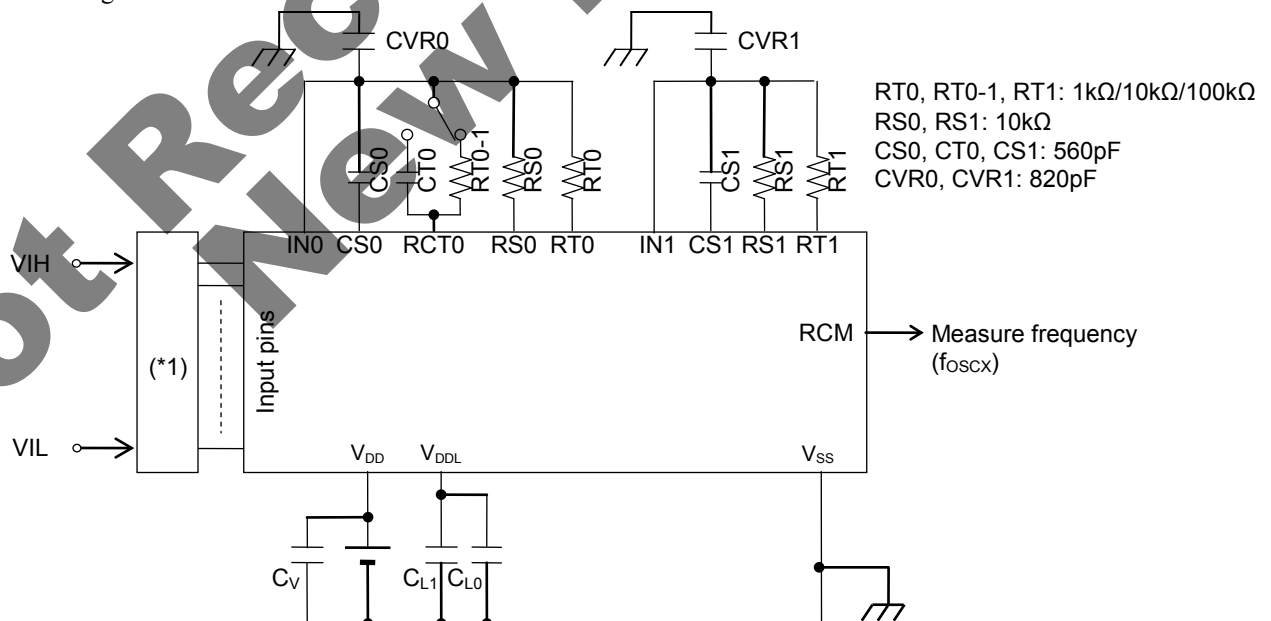 CVR0
CVR1
RT0, RT0-1, RT1: 1kΩ/10kΩ/100kΩ
RS0, RS1: 10kΩ
CS0, CT0, CS1: 560pF
CVR0, CVR1: 820pF
CS0
CT0
RT0-1
RS0
RT0
CS1
RS1
RT1
IN0 CS0 RCT0 RS0 RT0
IN1 CS1 RS1 RT1
VIH
(*1)
Input pins
RCM
Measure frequency
(fOSCX)
VIL
VDD
VDDL
VSS
CV
CL1
CL0
New